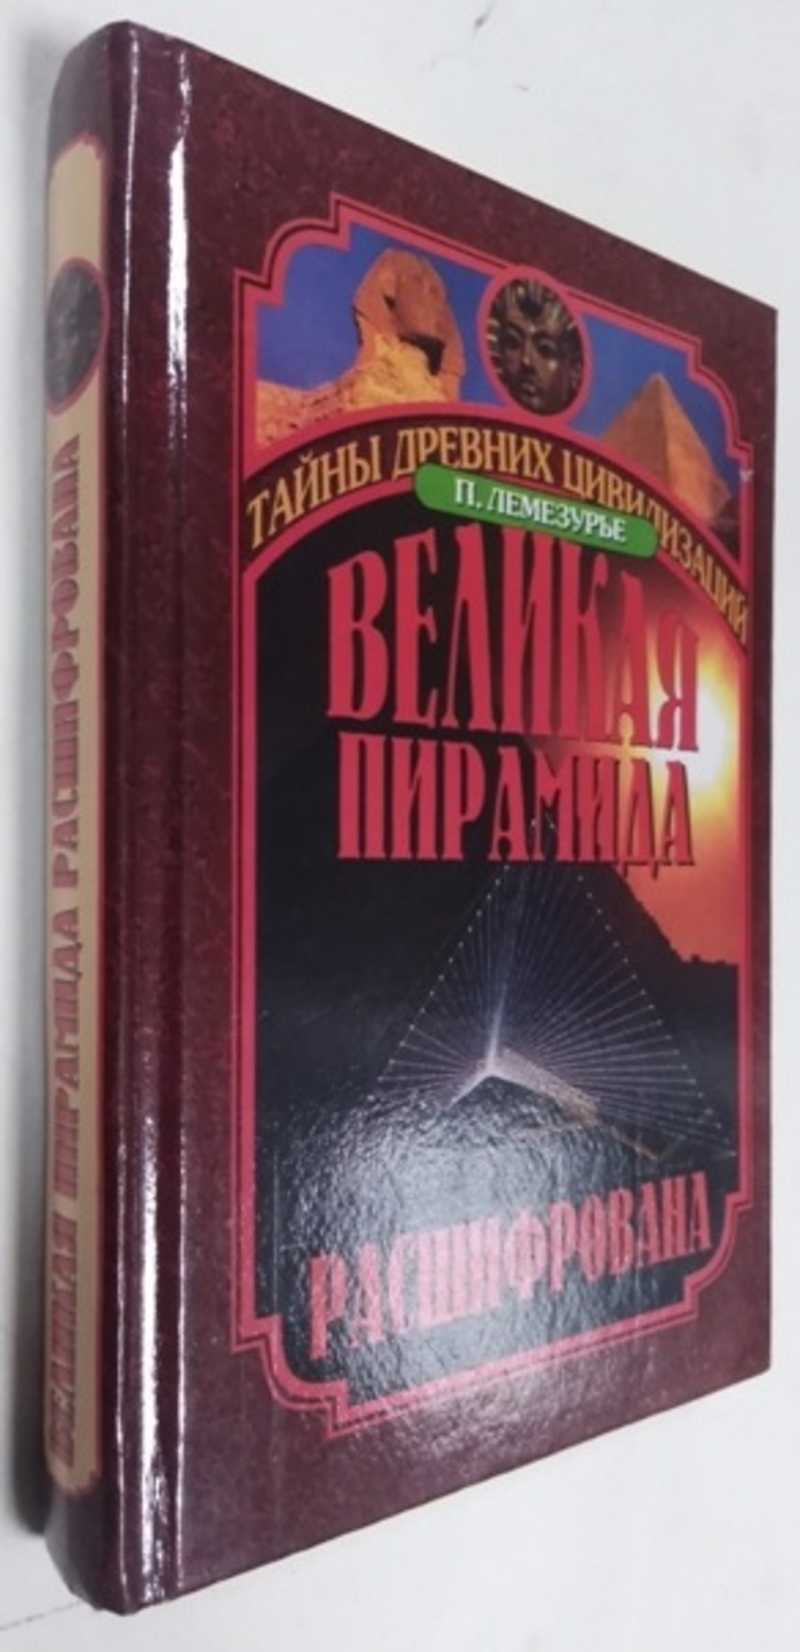 ВЕЛИКАЯ ПИРАМИДА РАСШИФРОВАНА
ТАЙНЫ ДРЕВНИХ ЦИВИЛИЗАЦИЙ
П. ЛЕМЕЗУРЬЕ
ВЕЛИКАЯ
ПИРАМИДА
РАСШИФРОВАНА